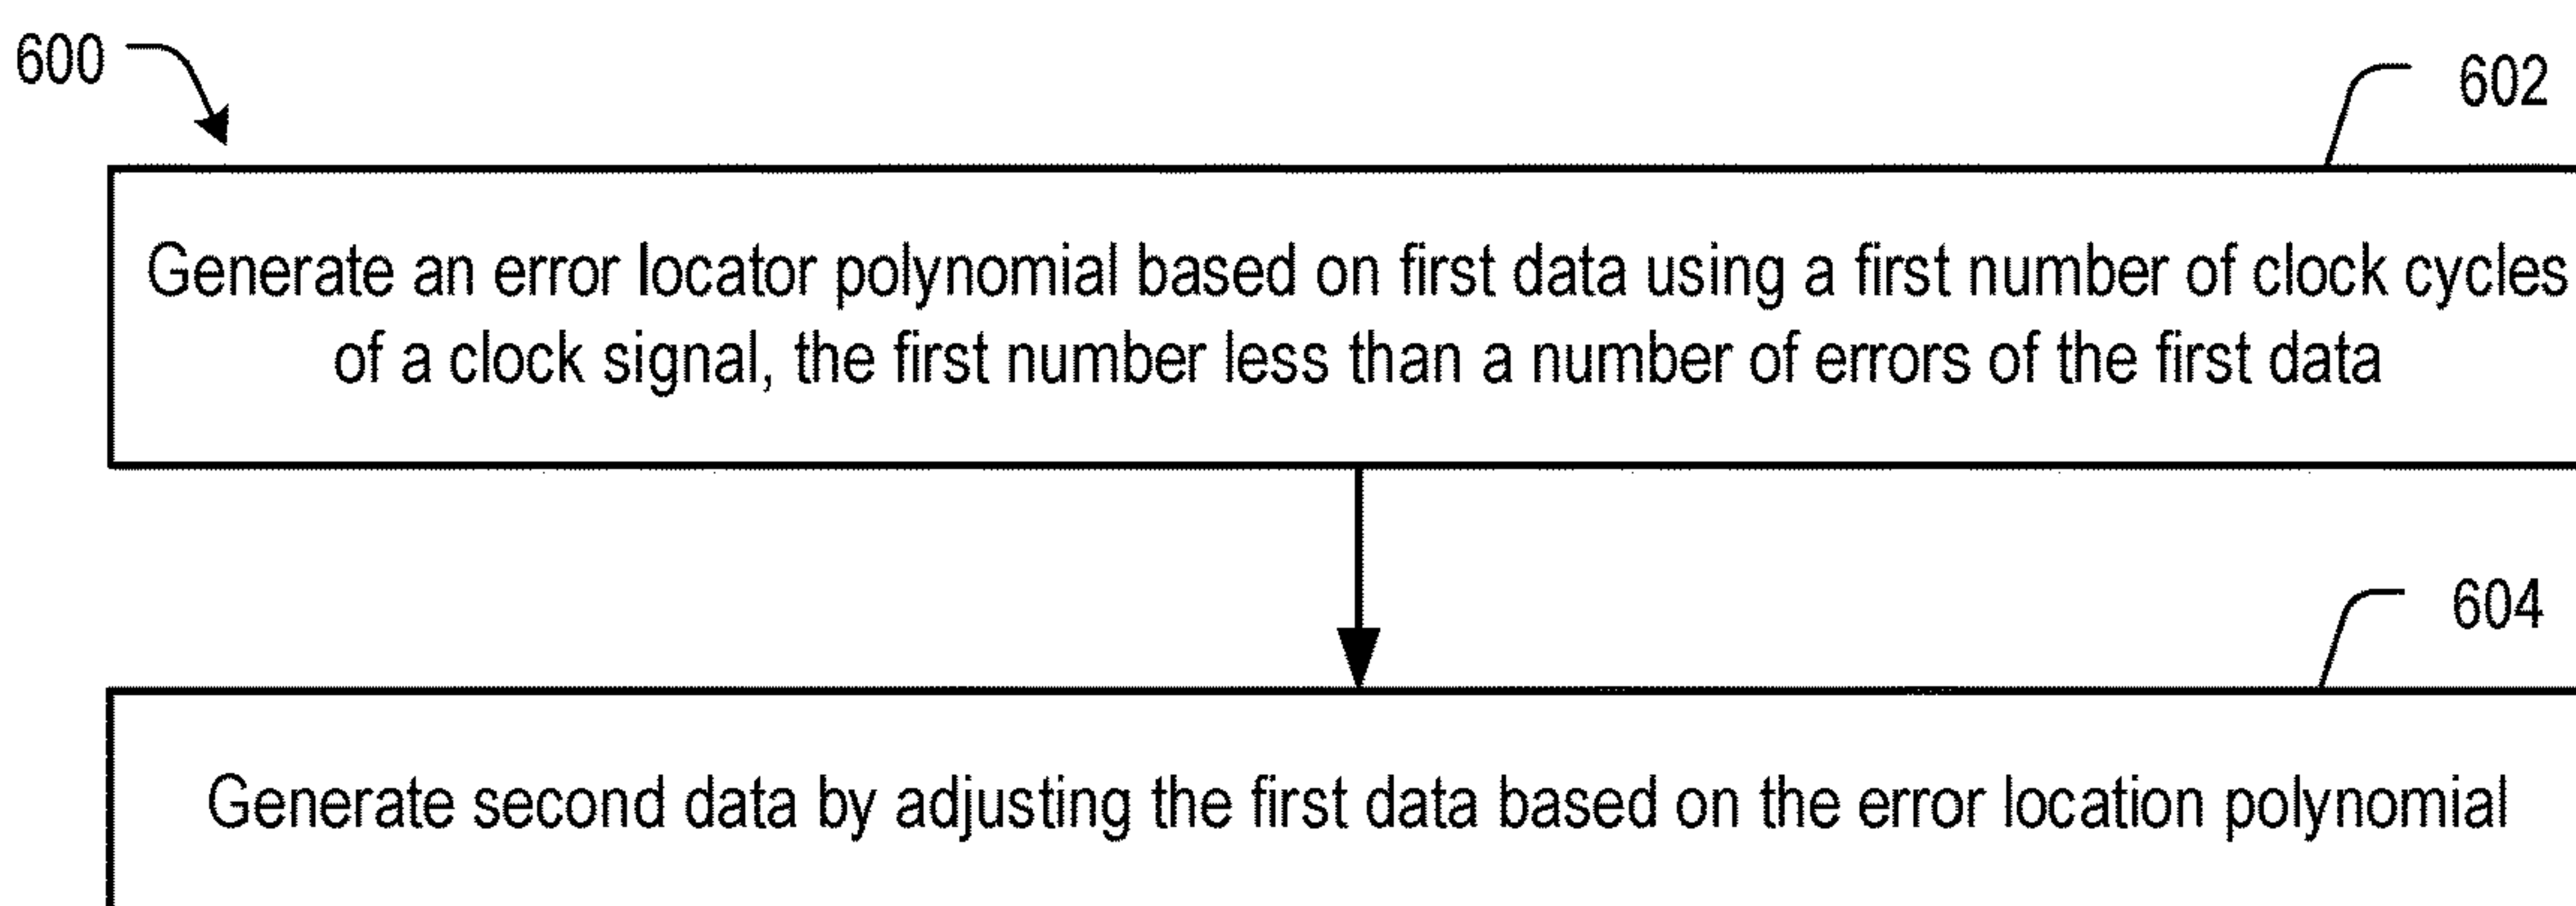 600
602
Generate an error locator polynomial based on first data using a first number of clock cycles
of a clock signal, the first number less than a number of errors of the first data
604
Generate second data by adjusting the first data based on the error location polynomial